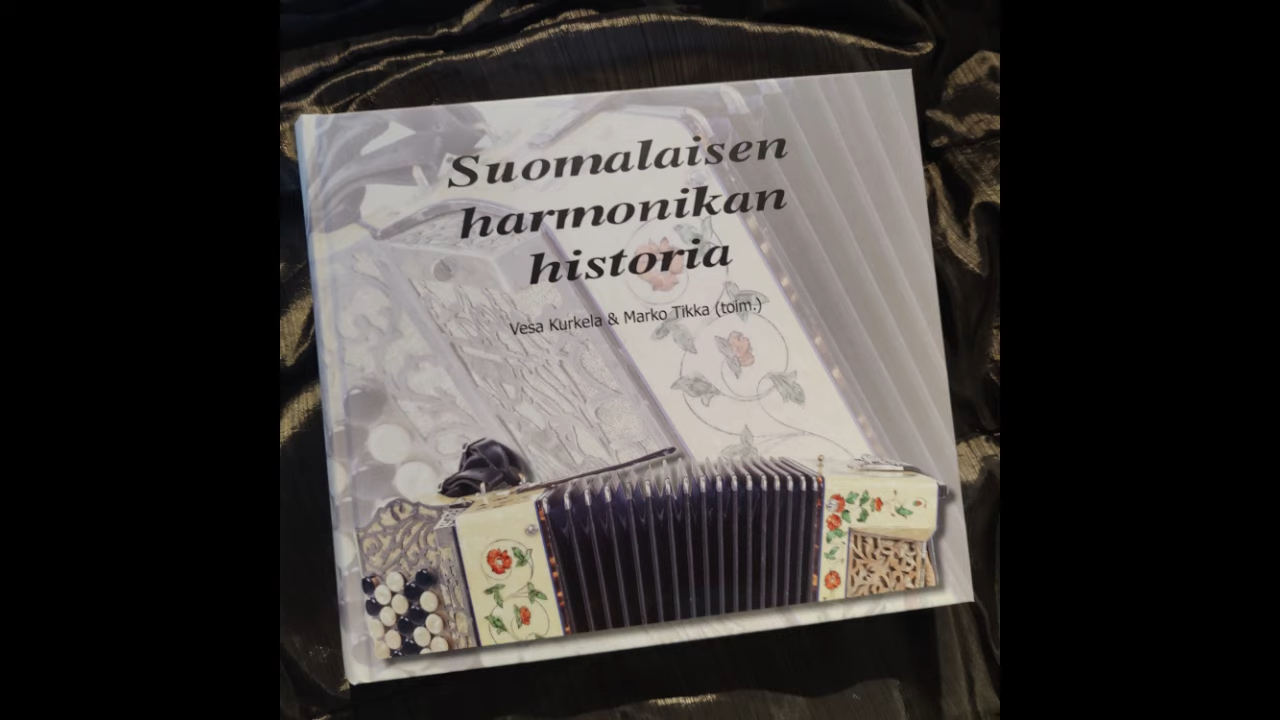 Suomalaisen
harmonikan
historia
Vesa Kurkela & Marko Tikka (toim.)